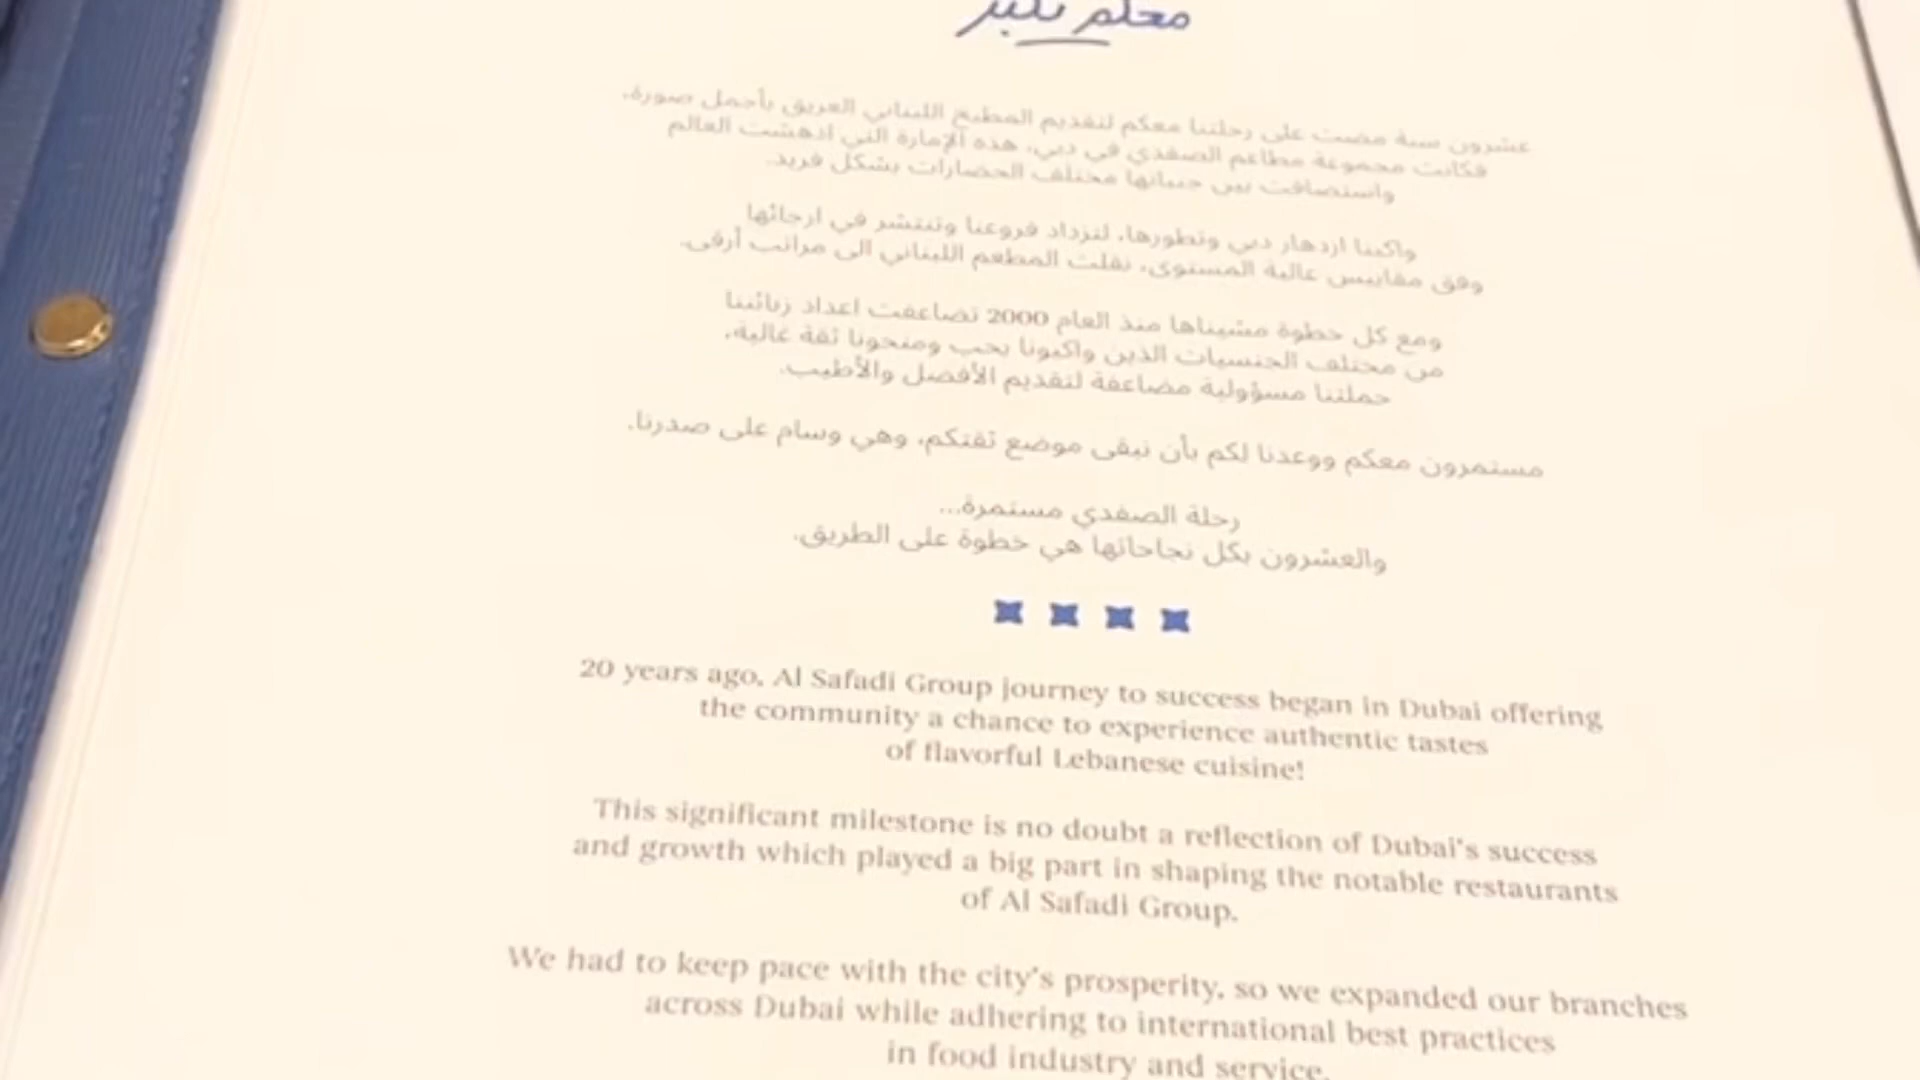 معكم نكبر
عشرون سنة مضت على رحلتنا معكم لتقديم المطبخ اللبناني العريق بأجمل صورة،
فكانت مجموعة مطاعم الصفدي في دبي، هذه الإمارة التي أدهشت العالم
واستضافت بين جنباتها مختلف الحضارات بشكل فريد.
واكبنا ازدهار دبي وتطورها، لتزداد فروعنا وتنتشر في ارجائها
وفق مقاييس عالية المستوى، نقلت المطعم اللبناني الى مراتب أرقى.
ومع كل خطوة مشيناها منذ العام 2000 تضاعفت اعداد زبائننا
من مختلف الجنسيات الذين واكبونا بحب ومنحونا ثقة غالية،
حملتنا مسؤولية مضاعفة لتقديم الأفضل والأطيب.
مستمرون معكم ووعدنا لكم بأن نبقى موضع ثقتكم، وهي وسام على صدرنا.
رحلة الصفدي مستمرة...
والعشرون بكل نجاحاتها هي خطوة على الطريق.
20 years ago, Al Safadi Group journey to success began in Dubai offering
the community a chance to experience authentic tastes
of flavorful Lebanese cuisine!
This significant milestone is no doubt a reflection of Dubai's success
and growth which played a big part in shaping the notable restaurants
of Al Safadi Group.
We had to keep pace with the city's prosperity, so we expanded our branches
across Dubai while adhering to international best practices
in food industry and service.